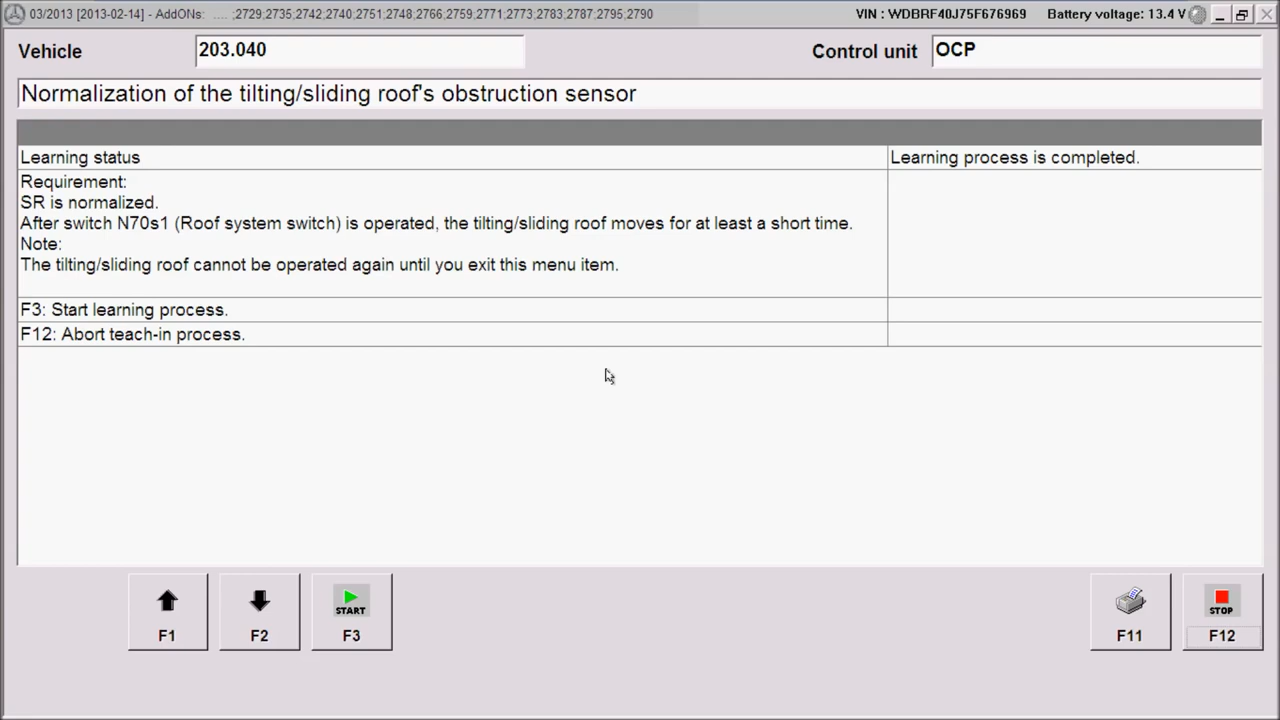 03/2013 [2013-02-14] - AddONs: .... ;2729;2735;2742;2740;2751;2748;2766;2759;2771;2773;2783;2787;2795;2790 VIN : WDBRF40J75F676969 Battery voltage: 13.4 V
Vehicle 203.040 Control unit OCP
Normalization of the tilting/sliding roof's obstruction sensor
Learning status Learning process is completed.
Requirement:
SR is normalized.
After switch N70s1 (Roof system switch) is operated, the tilting/sliding roof moves for at least a short time.
Note:
The tilting/sliding roof cannot be operated again until you exit this menu item.
F3: Start learning process.
F12: Abort teach-in process.
START STOP
F1 F2 F3 F11 F12